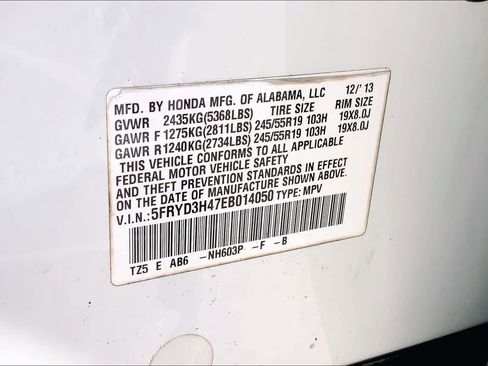 MFD. BY HONDA MFG. OF ALABAMA, LLC 12/'13
GVWR 2435KG(5368LBS) TIRE SIZE RIM SIZE
GAWR F 1275KG(2811LBS) 245/55R19 103H 19X8.0J
GAWR R1240KG(2734LBS) 245/55R19 103H 19X8.0J
THIS VEHICLE CONFORMS TO ALL APPLICABLE
FEDERAL MOTOR VEHICLE SAFETY
AND THEFT PREVENTION STANDARDS IN EFFECT
ON THE DATE OF MANUFACTURE SHOWN ABOVE.
V.I.N.:5FRYD3H47EB014050 TYPE: MPV
TZ5 E AB6 -NH603P -F -B